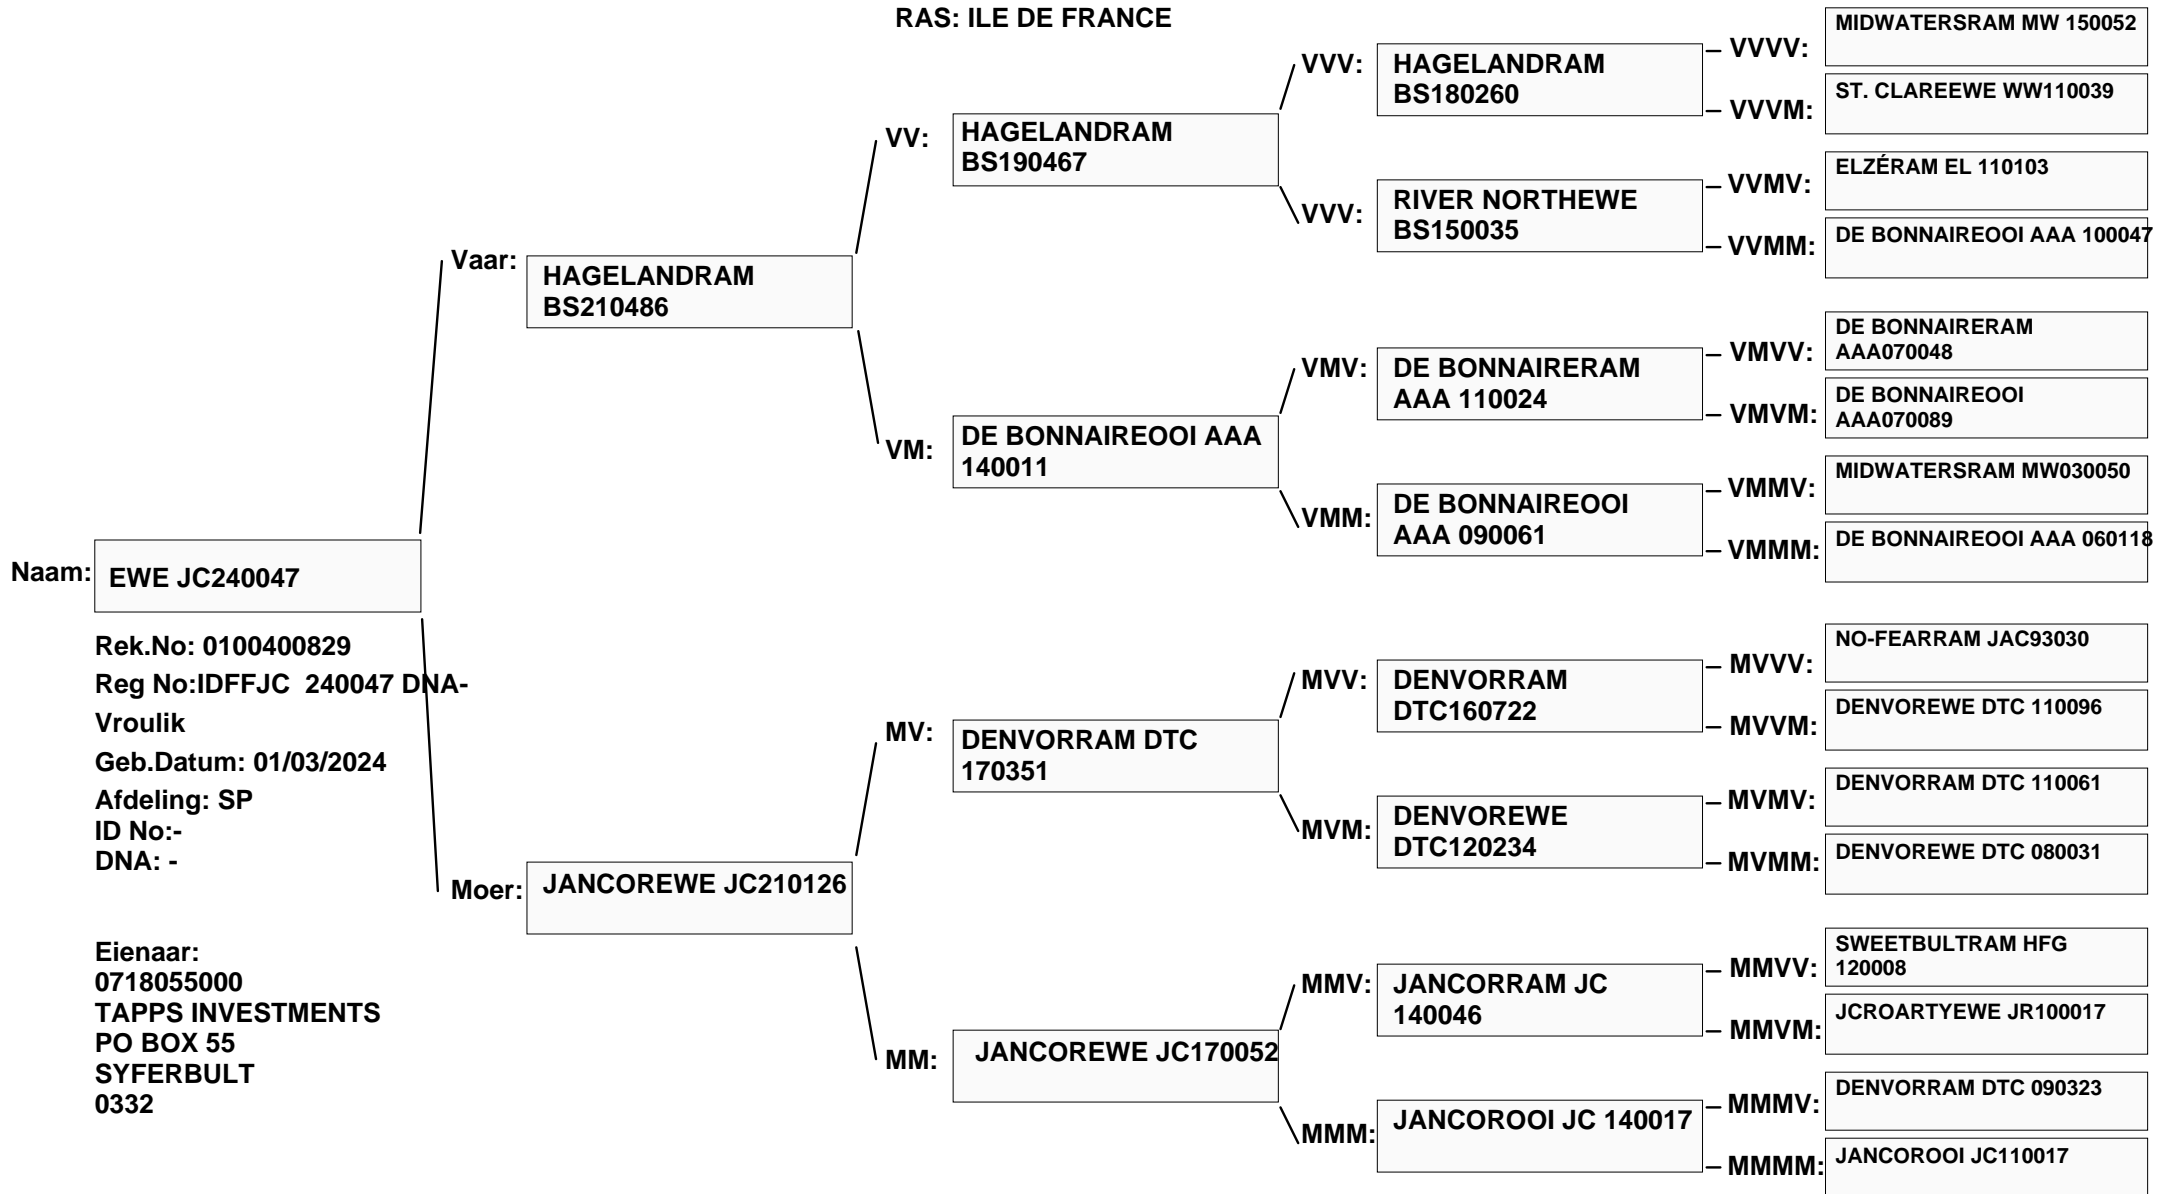 RAS: ILE DE FRANCE
Naam: EWE JC240047
Rek.No: 0100400829
Reg No:IDFFJC  240047 DNA-
Vroulik
Geb.Datum: 01/03/2024
Afdeling: SP
ID No:-
DNA: -
Eienaar:
0718055000
TAPPS INVESTMENTS
PO BOX 55
SYFERBULT
0332
Vaar: HAGELANDRAM
BS210486
Moer: JANCOREWE JC210126
VV: HAGELANDRAM
BS190467
VM: DE BONNAIREOOI AAA
140011
MV: DENVORRAM DTC
170351
MM: JANCOREWE JC170052
VVV: HAGELANDRAM
BS180260
VVV: RIVER NORTHEWE
BS150035
VMV: DE BONNAIRERAM
AAA 110024
VMM: DE BONNAIREOOI
AAA 090061
MVV: DENVORRAM
DTC160722
MVM: DENVOREWE
DTC120234
MMV: JANCORRAM JC
140046
MMM: JANCOROOI JC 140017
– VVVV: MIDWATERSRAM MW 150052
– VVVM: ST. CLAREEWE WW110039
– VVMV: ELZÉRAM EL 110103
– VVMM: DE BONNAIREOOI AAA 100047
– VMVV: DE BONNAIRERAM
AAA070048
– VMVM: DE BONNAIREOOI
AAA070089
– VMMV: MIDWATERSRAM MW030050
– VMMM: DE BONNAIREOOI AAA 060118
– MVVV: NO-FEARRAM JAC93030
– MVVM: DENVOREWE DTC 110096
– MVMV: DENVORRAM DTC 110061
– MVMM: DENVOREWE DTC 080031
– MMVV: SWEETBULTRAM HFG
120008
– MMVM: JCROARTYEWE JR100017
– MMMV: DENVORRAM DTC 090323
– MMMM: JANCOROOI JC110017